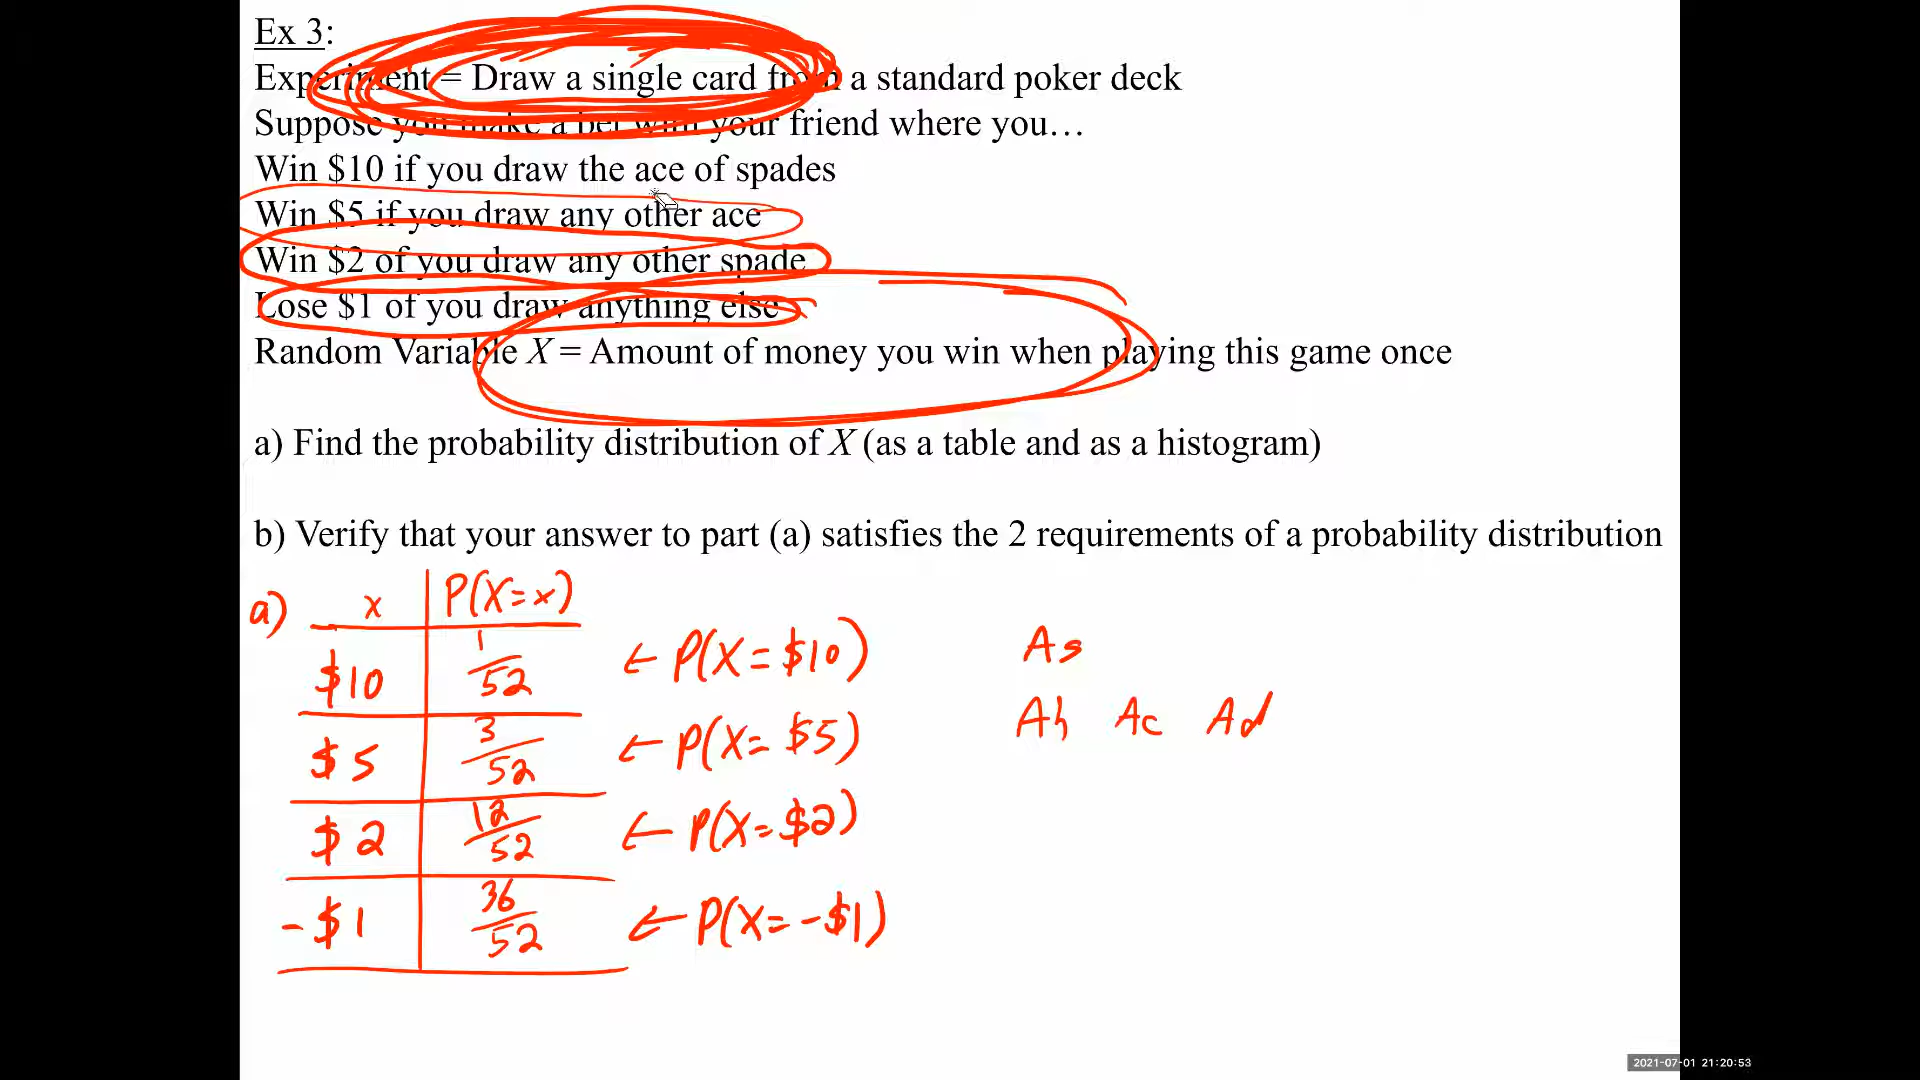 Ex 3:
Experiment = Draw a single card from a standard poker deck
Suppose you make a bet with your friend where you…
Win $10 if you draw the ace of spades
Win $5 if you draw any other ace
Win $2 of you draw any other spade
Lose $1 of you draw anything else
Random Variable X = Amount of money you win when playing this game once
a) Find the probability distribution of X (as a table and as a histogram)
b) Verify that your answer to part (a) satisfies the 2 requirements of a probability distribution
a) x P(X=x)
$10 1/52 ← P(X=$10) As
$5 3/52 ← P(X=$5) Ah Ac Ad
$2 12/52 ← P(X=$2)
-$1 36/52 ← P(X=-$1)
2021-07-01 21:20:53